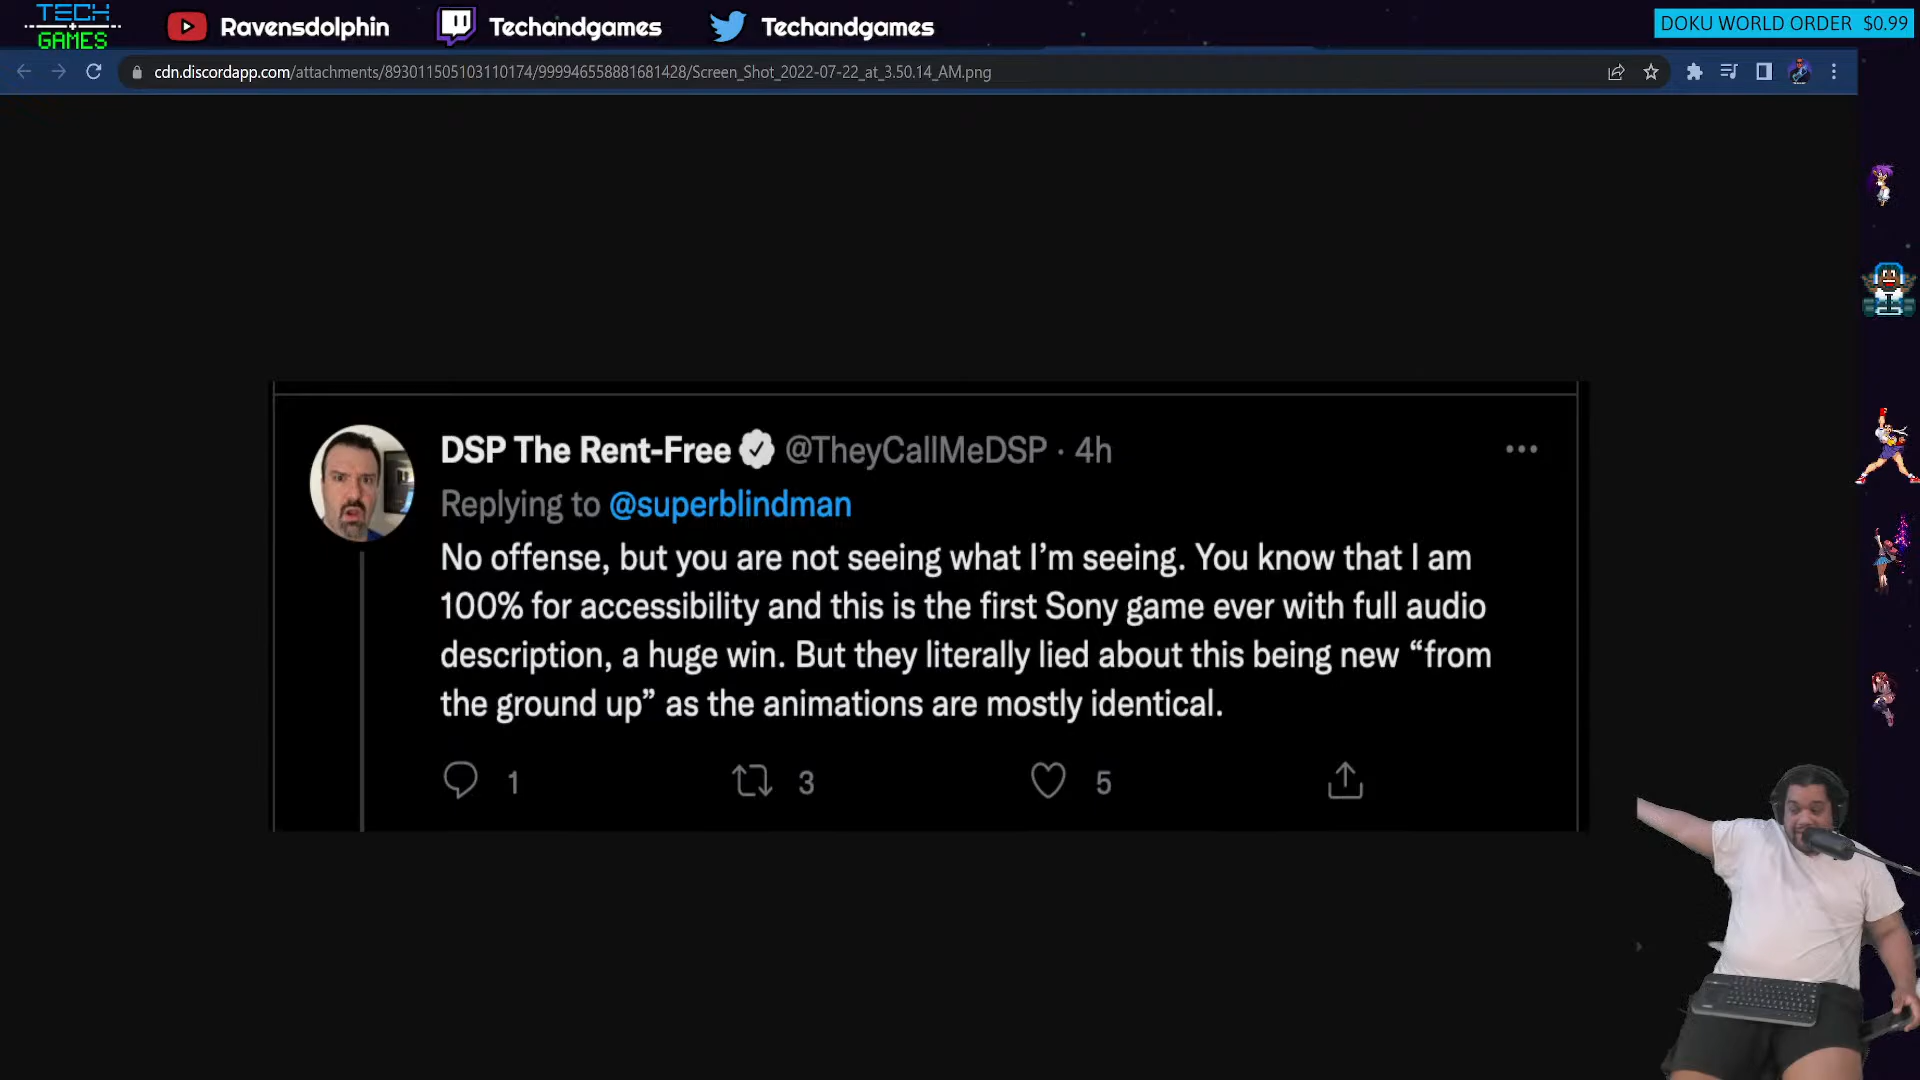 TECH
GAMES
Ravensdolphin
Techandgames
Techandgames
DOKU WORLD ORDER $0.99
cdn.discordapp.com/attachments/893011505103110174/999946558881681428/Screen_Shot_2022-07-22_at_3.50.14_AM.png
DSP The Rent-Free @TheyCallMeDSP · 4h
Replying to @superblindman
No offense, but you are not seeing what I’m seeing. You know that I am
100% for accessibility and this is the first Sony game ever with full audio
description, a huge win. But they literally lied about this being new “from
the ground up” as the animations are mostly identical.
1 3 5